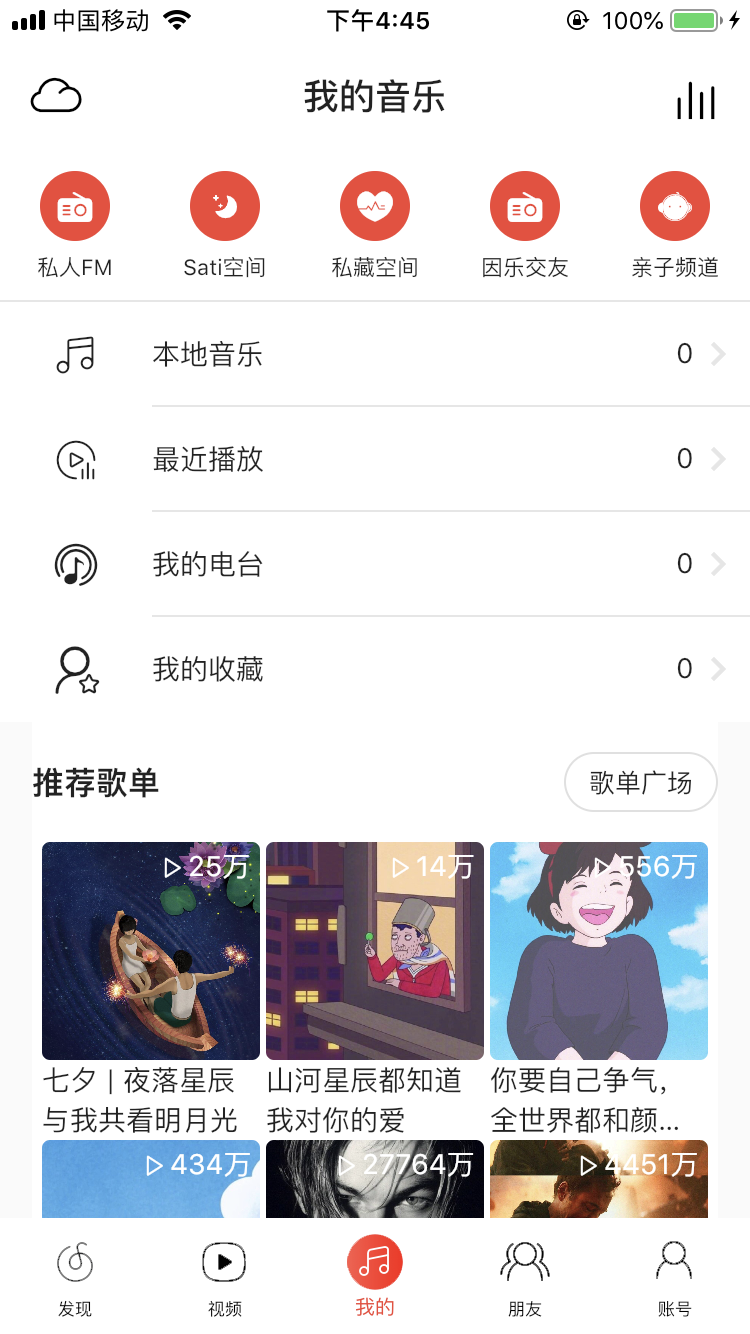 中国移动 下午4:45 100%
我的音乐
私人FM Sati空间 私藏空间 因乐交友 亲子频道
本地音乐 0
最近播放 0
我的电台 0
我的收藏 0
推荐歌单 歌单广场
25万 14万 556万
七夕 | 夜落星辰 山河星辰都知道 你要自己争气，
与我共看明月光 我对你的爱 全世界都和颜...
434万 27764万 4451万
发现 视频 我的 朋友 账号